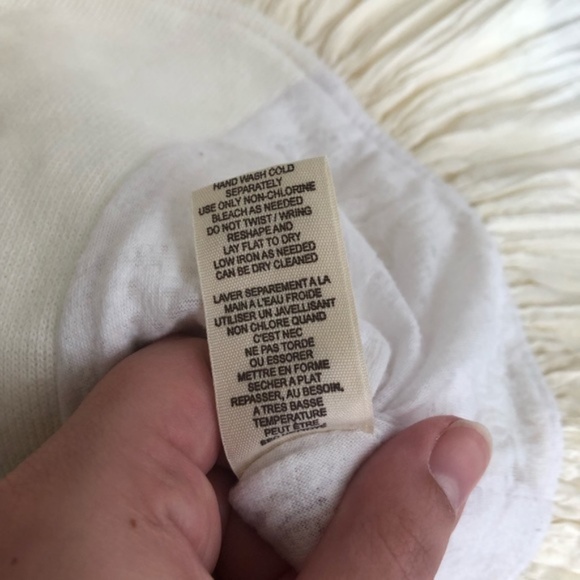 HAND WASH COLD
SEPARATELY
USE ONLY NON-CHLORINE
BLEACH AS NEEDED
DO NOT TWIST / WRING
RESHAPE AND
LAY FLAT TO DRY
LOW IRON AS NEEDED
CAN BE DRY CLEANED
LAVER SEPAREMENT A LA
MAIN A L'EAU FROIDE
UTILISER UN JAVELLISANT
NON CHLORE QUAND
C'EST NEC
NE PAS TORDE
OU ESSORER
METTRE EN FORME
SECHER A PLAT
REPASSER, AU BESOIN,
A TRES BASSE
TEMPERATURE
PEUT ÊTRE